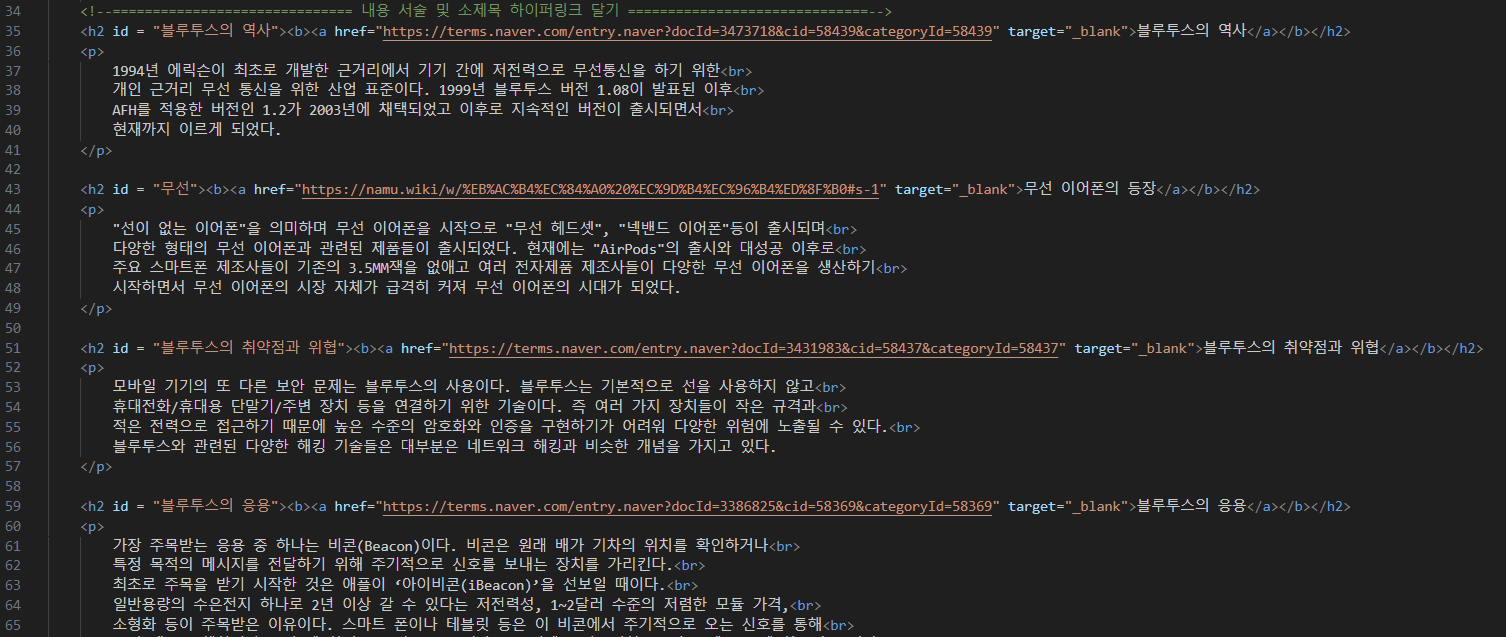 34 <!--============================== 내용 서술 및 소제목 하이퍼링크 달기 ==============================-->
35 <h2 id = "블루투스의 역사"><b><a href="https://terms.naver.com/entry.naver?docId=3473718&cid=58439&categoryId=58439" target="_blank">블루투스의 역사</a></b></h2>
36 <p>
37 1994년 에릭슨이 최초로 개발한 근거리에서 기기 간에 저전력으로 무선통신을 하기 위한<br>
38 개인 근거리 무선 통신을 위한 산업 표준이다. 1999년 블루투스 버전 1.08이 발표된 이후<br>
39 AFH를 적용한 버전인 1.2가 2003년에 채택되었고 이후로 지속적인 버전이 출시되면서<br>
40 현재까지 이르게 되었다.
41 </p>
42
43 <h2 id = "무선"><b><a href="https://namu.wiki/w/%EB%AC%B4%EC%84%A0%20%EC%9D%B4%EC%96%B4%ED%8F%B0#s-1" target="_blank">무선 이어폰의 등장</a></b></h2>
44 <p>
45 "선이 없는 이어폰"을 의미하며 무선 이어폰을 시작으로 "무선 헤드셋", "넥밴드 이어폰"등이 출시되며<br>
46 다양한 형태의 무선 이어폰과 관련된 제품들이 출시되었다. 현재에는 "AirPods"의 출시와 대성공 이후로<br>
47 주요 스마트폰 제조사들이 기존의 3.5MM잭을 없애고 여러 전자제품 제조사들이 다양한 무선 이어폰을 생산하기<br>
48 시작하면서 무선 이어폰의 시장 자체가 급격히 커져 무선 이어폰의 시대가 되었다.
49 </p>
50
51 <h2 id = "블루투스의 취약점과 위협"><b><a href="https://terms.naver.com/entry.naver?docId=3431983&cid=58437&categoryId=58437" target="_blank">블루투스의 취약점과 위협</a></b></h2>
52 <p>
53 모바일 기기의 또 다른 보안 문제는 블루투스의 사용이다. 블루투스는 기본적으로 선을 사용하지 않고<br>
54 휴대전화/휴대용 단말기/주변 장치 등을 연결하기 위한 기술이다. 즉 여러 가지 장치들이 작은 규격과<br>
55 적은 전력으로 접근하기 때문에 높은 수준의 암호화와 인증을 구현하기가 어려워 다양한 위험에 노출될 수 있다.<br>
56 블루투스와 관련된 다양한 해킹 기술들은 대부분은 네트워크 해킹과 비슷한 개념을 가지고 있다.
57 </p>
58
59 <h2 id = "블루투스의 응용"><b><a href="https://terms.naver.com/entry.naver?docId=3386825&cid=58369&categoryId=58369" target="_blank">블루투스의 응용</a></b></h2>
60 <p>
61 가장 주목받는 응용 중 하나는 비콘(Beacon)이다. 비콘은 원래 배가 기차의 위치를 확인하거나<br>
62 특정 목적의 메시지를 전달하기 위해 주기적으로 신호를 보내는 장치를 가리킨다.<br>
63 최초로 주목을 받기 시작한 것은 애플이 ‘아이비콘(iBeacon)’을 선보일 때이다.<br>
64 일반용량의 수은전지 하나로 2년 이상 갈 수 있다는 저전력성, 1~2달러 수준의 저렴한 모듈 가격,<br>
65 소형화 등이 주목받은 이유이다. 스마트 폰이나 테블릿 등은 이 비콘에서 주기적으로 오는 신호를 통해<br>